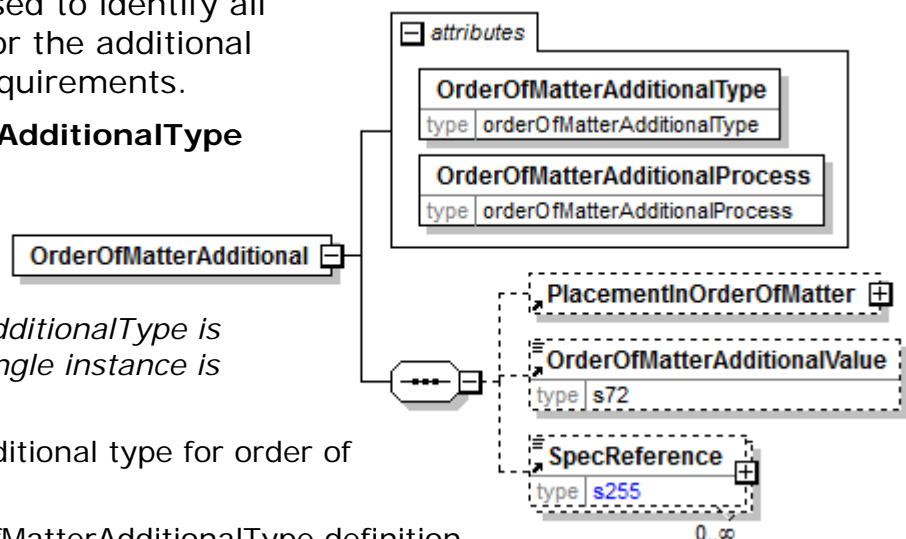 sed to identify all
or the additional
quirements.
AdditionalType
dditionalType is
ngle instance is
ditional type for order of
fMatterAdditionalType definition
OrderOfMatterAdditional
attributes
OrderOfMatterAdditionalType
type orderOfMatterAdditionalType
OrderOfMatterAdditionalProcess
type orderOfMatterAdditionalProcess
PlacementInOrderOfMatter
OrderOfMatterAdditionalValue
type s72
SpecReference
type s255
0..∞